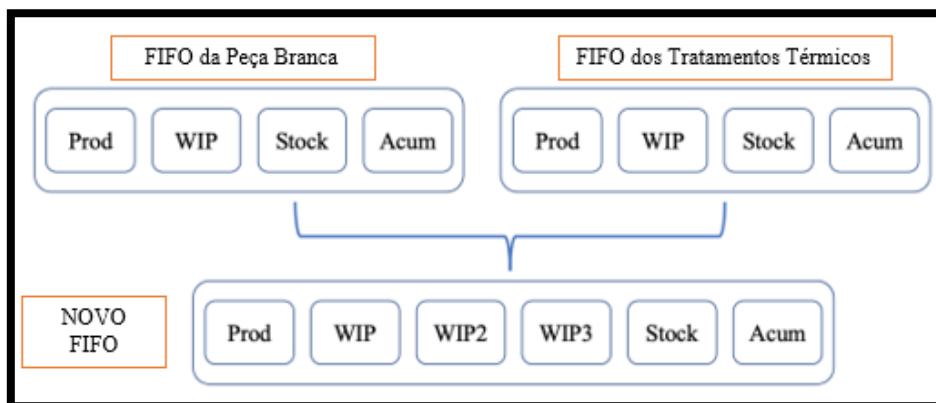 FIFO da Peça Branca
FIFO dos Tratamentos Térmicos
Prod WIP Stock Acum
Prod WIP Stock Acum
NOVO
FIFO
Prod WIP WIP2 WIP3 Stock Acum